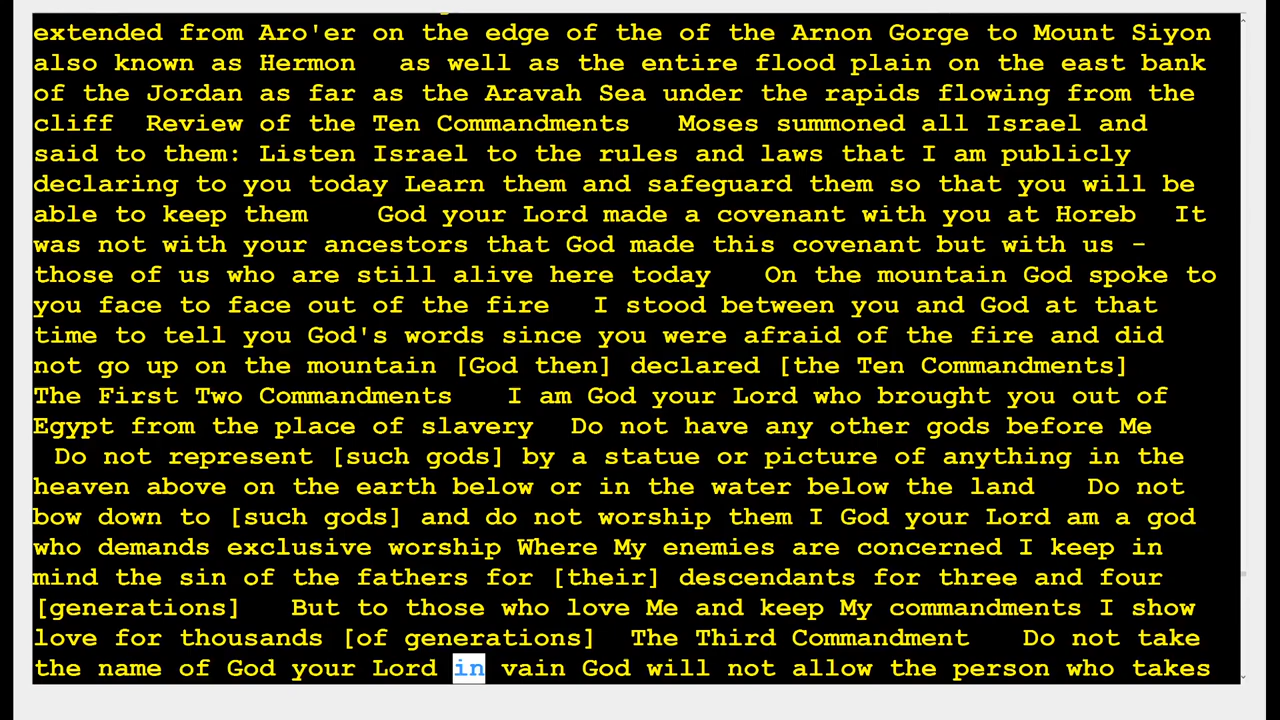 extended from Aro'er on the edge of the of the Arnon Gorge to Mount Siyon
also known as Hermon as well as the entire flood plain on the east bank
of the Jordan as far as the Aravah Sea under the rapids flowing from the
cliff Review of the Ten Commandments Moses summoned all Israel and
said to them: Listen Israel to the rules and laws that I am publicly
declaring to you today Learn them and safeguard them so that you will be
able to keep them God your Lord made a covenant with you at Horeb It
was not with your ancestors that God made this covenant but with us -
those of us who are still alive here today On the mountain God spoke to
you face to face out of the fire I stood between you and God at that
time to tell you God's words since you were afraid of the fire and did
not go up on the mountain [God then] declared [the Ten Commandments]
The First Two Commandments I am God your Lord who brought you out of
Egypt from the place of slavery Do not have any other gods before Me
Do not represent [such gods] by a statue or picture of anything in the
heaven above on the earth below or in the water below the land Do not
bow down to [such gods] and do not worship them I God your Lord am a god
who demands exclusive worship Where My enemies are concerned I keep in
mind the sin of the fathers for [their] descendants for three and four
[generations] But to those who love Me and keep My commandments I show
love for thousands [of generations] The Third Commandment Do not take
the name of God your Lord in vain God will not allow the person who takes